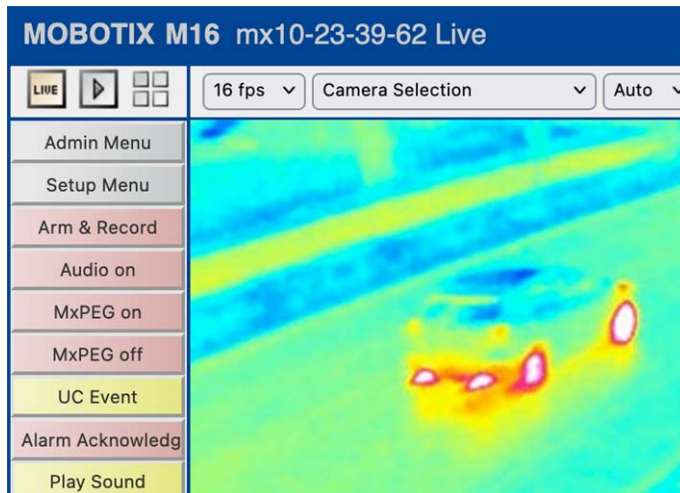 MOBOTIX M16 mx10-23-39-62 Live
LIVE
16 fps
Camera Selection
Auto
Admin Menu
Setup Menu
Arm & Record
Audio on
MxPEG on
MxPEG off
UC Event
Alarm Acknowledg
Play Sound